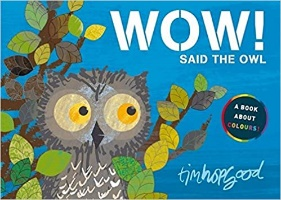 WOW!
SAID THE OWL
A BOOK
ABOUT
COLOURS!
timhopgood